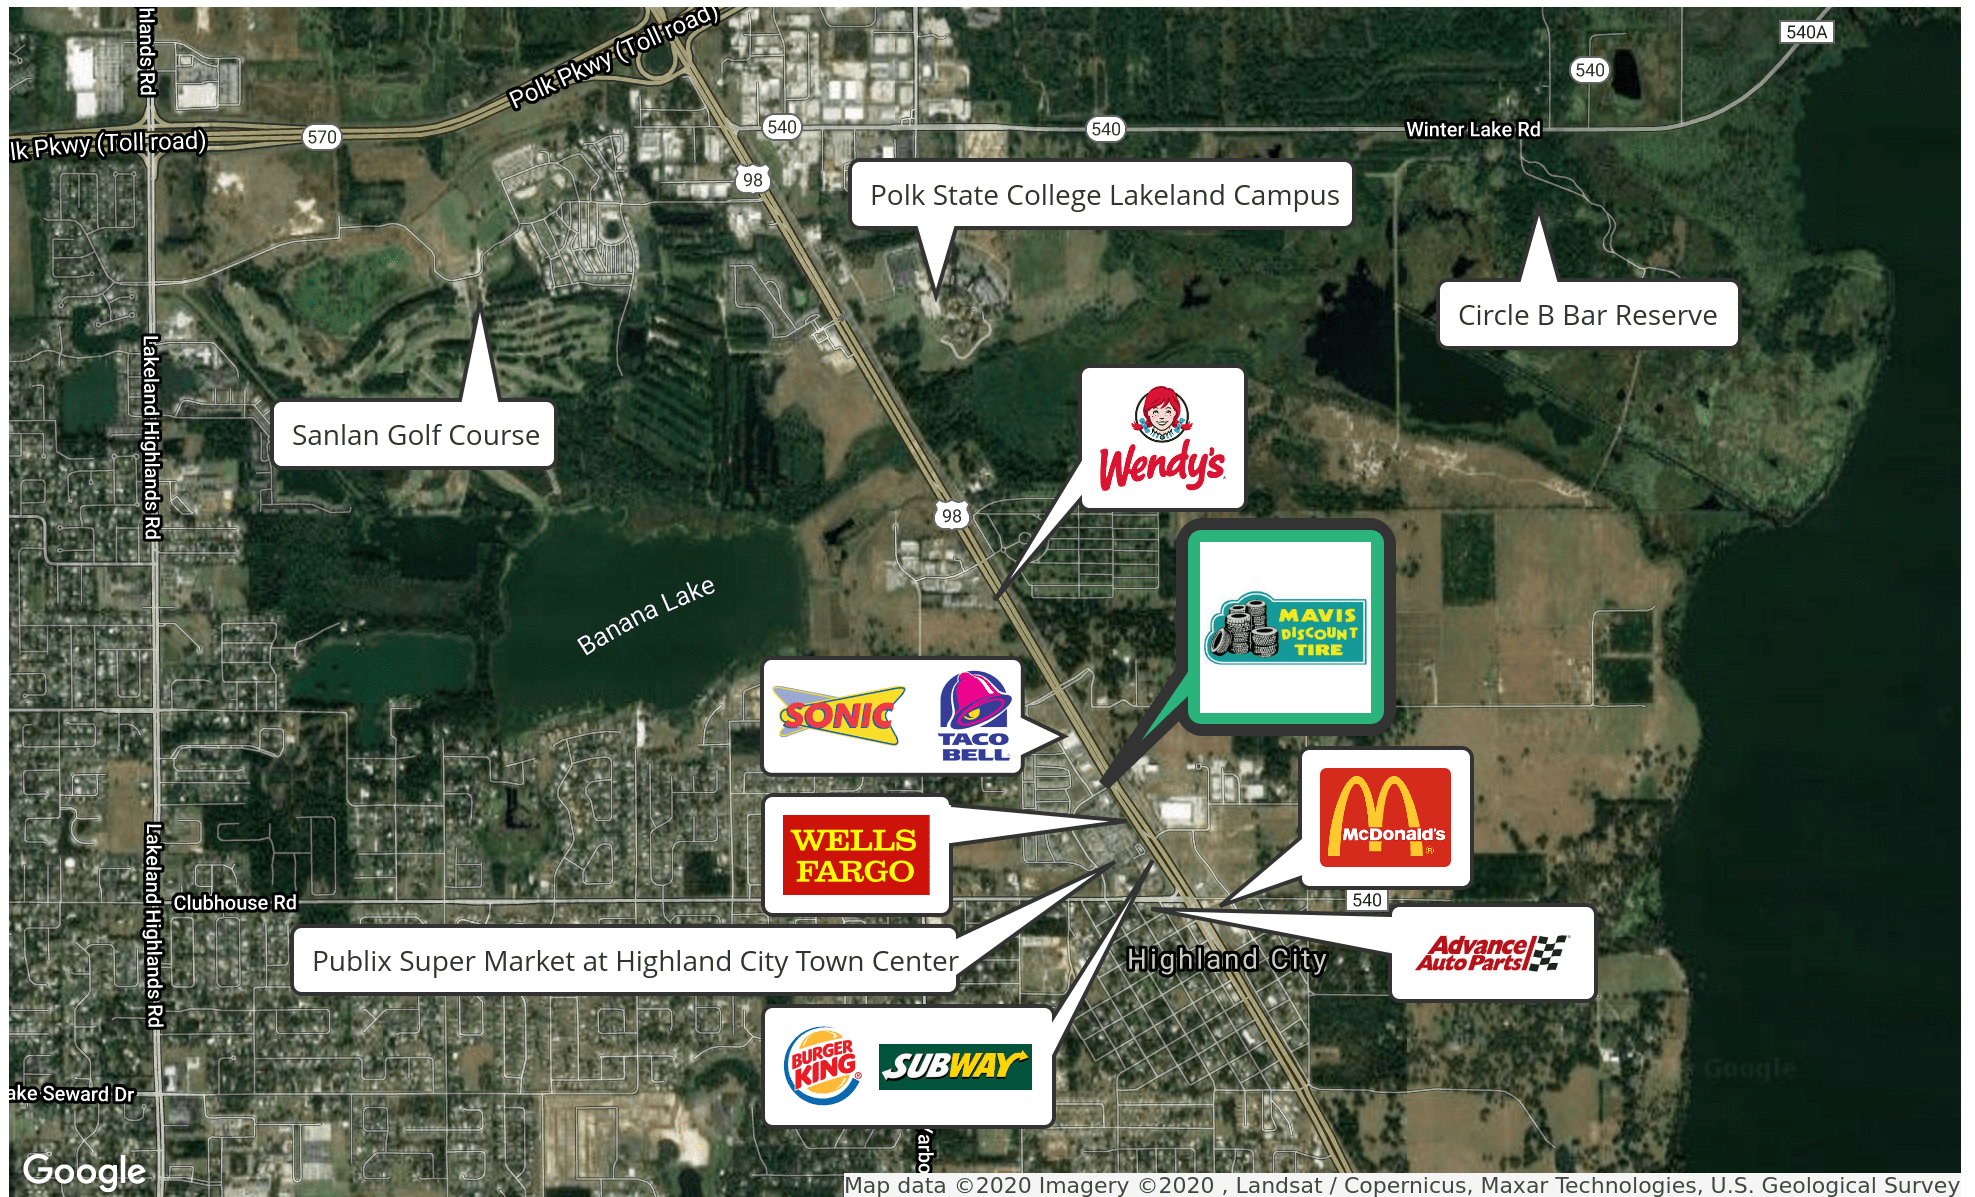 hlands Rd
Polk Pkwy (Toll road)
540A
540
lk Pkwy (Toll road)
570
540
540
Winter Lake Rd
98
Polk State College Lakeland Campus
Circle B Bar Reserve
Lakeland Highlands Rd
Sanlan Golf Course
Wendy's
98
Banana Lake
MAVIS
DISCOUNT
TIRE
SONIC
TACO
BELL
WELLS
FARGO
McDonald's
Lakeland Highlands Rd
Clubhouse Rd
540
Publix Super Market at Highland City Town Center
Highland City
Advance
Auto Parts
BURGER
KING
SUBWAY
ake Seward Dr
Google
Yarbo
Google
Map data ©2020 Imagery ©2020 , Landsat / Copernicus, Maxar Technologies, U.S. Geological Survey